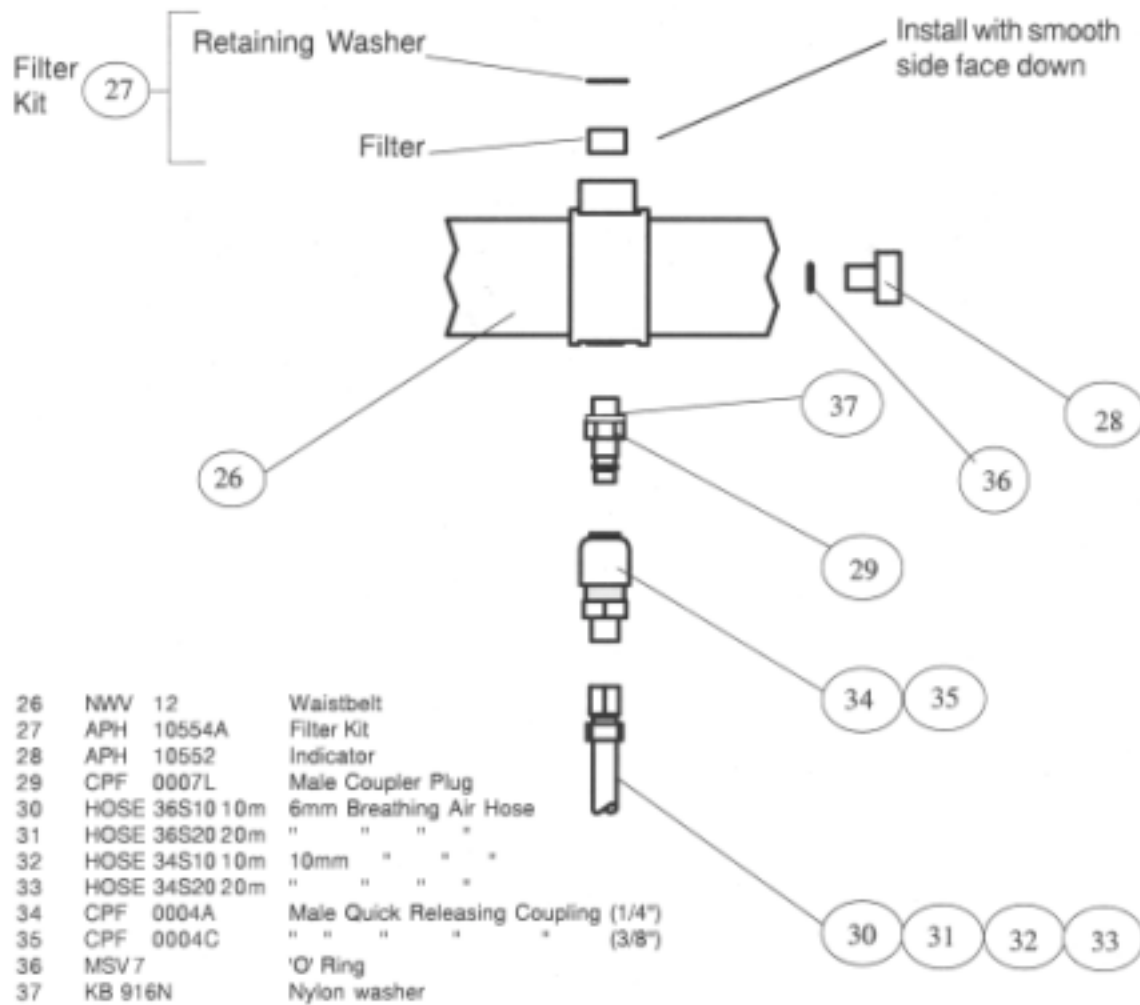 Filter
Kit
27
Retaining Washer
Filter
Install with smooth
side face down
37
28
26
36
29
34
35
30
31
32
33
26 NWV 12 Waistbelt
27 APH 10554A Filter Kit
28 APH 10552 Indicator
29 CPF 0007L Male Coupler Plug
30 HOSE 36S10 10m 6mm Breathing Air Hose
31 HOSE 36S20 20m " " " "
32 HOSE 34S10 10m 10mm " " "
33 HOSE 34S20 20m " " " "
34 CPF 0004A Male Quick Releasing Coupling (1/4")
35 CPF 0004C " " " " " (3/8")
36 MSV 7 'O' Ring
37 KB 916N Nylon washer